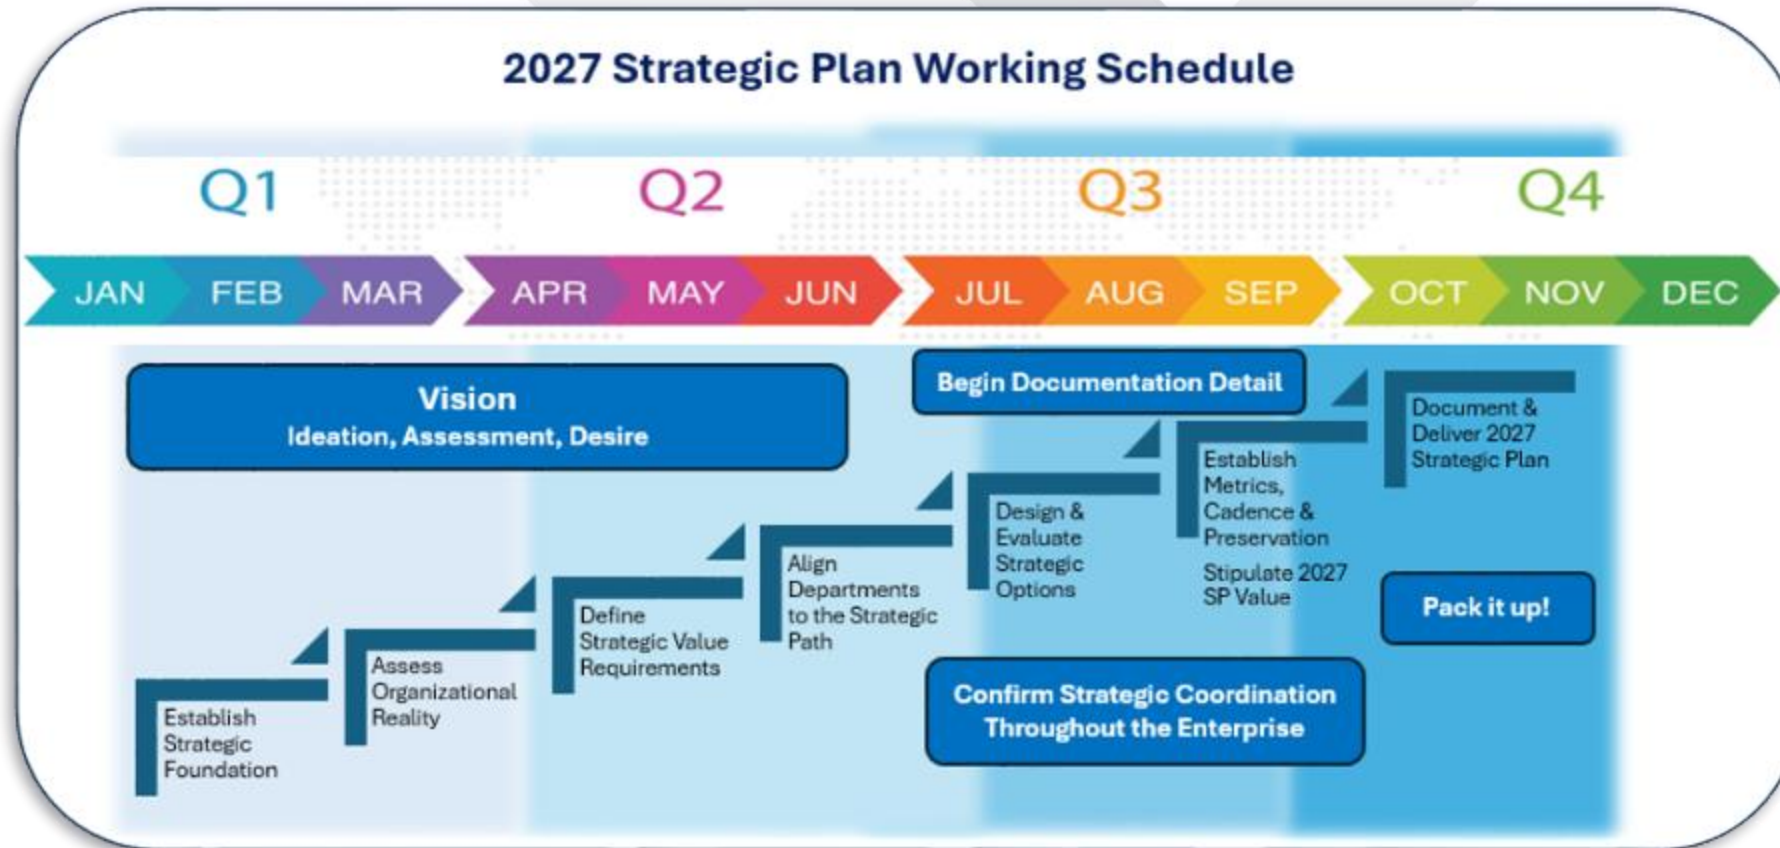 2027 Strategic Plan Working Schedule
Q1 Q2 Q3 Q4
JAN FEB MAR APR MAY JUN JUL AUG SEP OCT NOV DEC
Vision
Ideation, Assessment, Desire
Begin Documentation Detail
Establish
Strategic
Foundation
Assess
Organizational
Reality
Define
Strategic Value
Requirements
Align
Departments
to the Strategic
Path
Design &
Evaluate
Strategic
Options
Establish
Metrics,
Cadence &
Preservation
Stipulate 2027
SP Value
Document &
Deliver 2027
Strategic Plan
Pack it up!
Confirm Strategic Coordination
Throughout the Enterprise